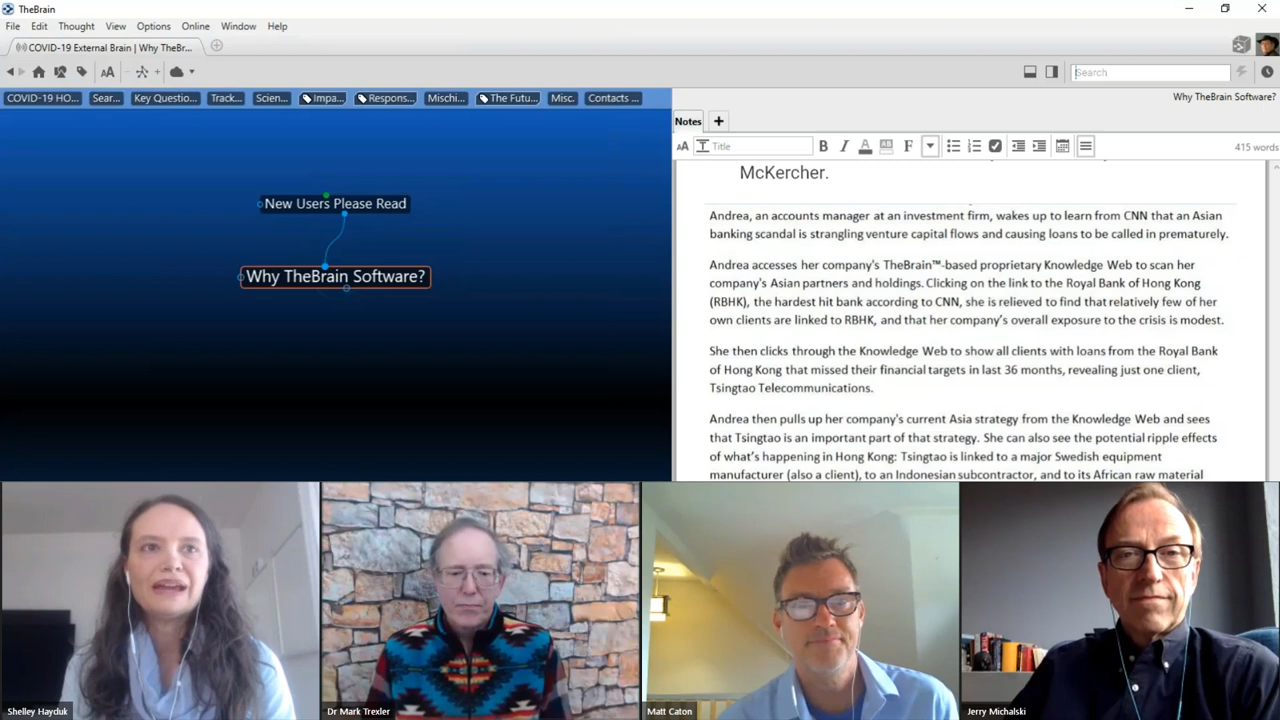 TheBrain
File Edit Thought View Options Online Window Help
COVID-19 External Brain | Why TheBr...
Search
COVID-19 HO... Sear... Key Questio... Track... Scien... Impa... Respons... Mischi... The Futu... Misc. Contacts ...
Why TheBrain Software?
New Users Please Read
Why TheBrain Software?
Notes
Title
415 words
McKercher.
Andrea, an accounts manager at an investment firm, wakes up to learn from CNN that an Asian
banking scandal is strangling venture capital flows and causing loans to be called in prematurely.
Andrea accesses her company's TheBrain™-based proprietary Knowledge Web to scan her
company's Asian partners and holdings. Clicking on the link to the Royal Bank of Hong Kong
(RBHK), the hardest hit bank according to CNN, she is relieved to find that relatively few of her
own clients are linked to RBHK, and that her company's overall exposure to the crisis is modest.
She then clicks through the Knowledge Web to show all clients with loans from the Royal Bank
of Hong Kong that missed their financial targets in last 36 months, revealing just one client,
Tsingtao Telecommunications.
Andrea then pulls up her company's current Asia strategy from the Knowledge Web and sees
that Tsingtao is an important part of that strategy. She can also see the potential ripple effects
of what's happening in Hong Kong: Tsingtao is linked to a major Swedish equipment
manufacturer (also a client), to an Indonesian subcontractor, and to its African raw material
Shelley Hayduk
Dr Mark Trexler
Matt Caton
Jerry Michalski